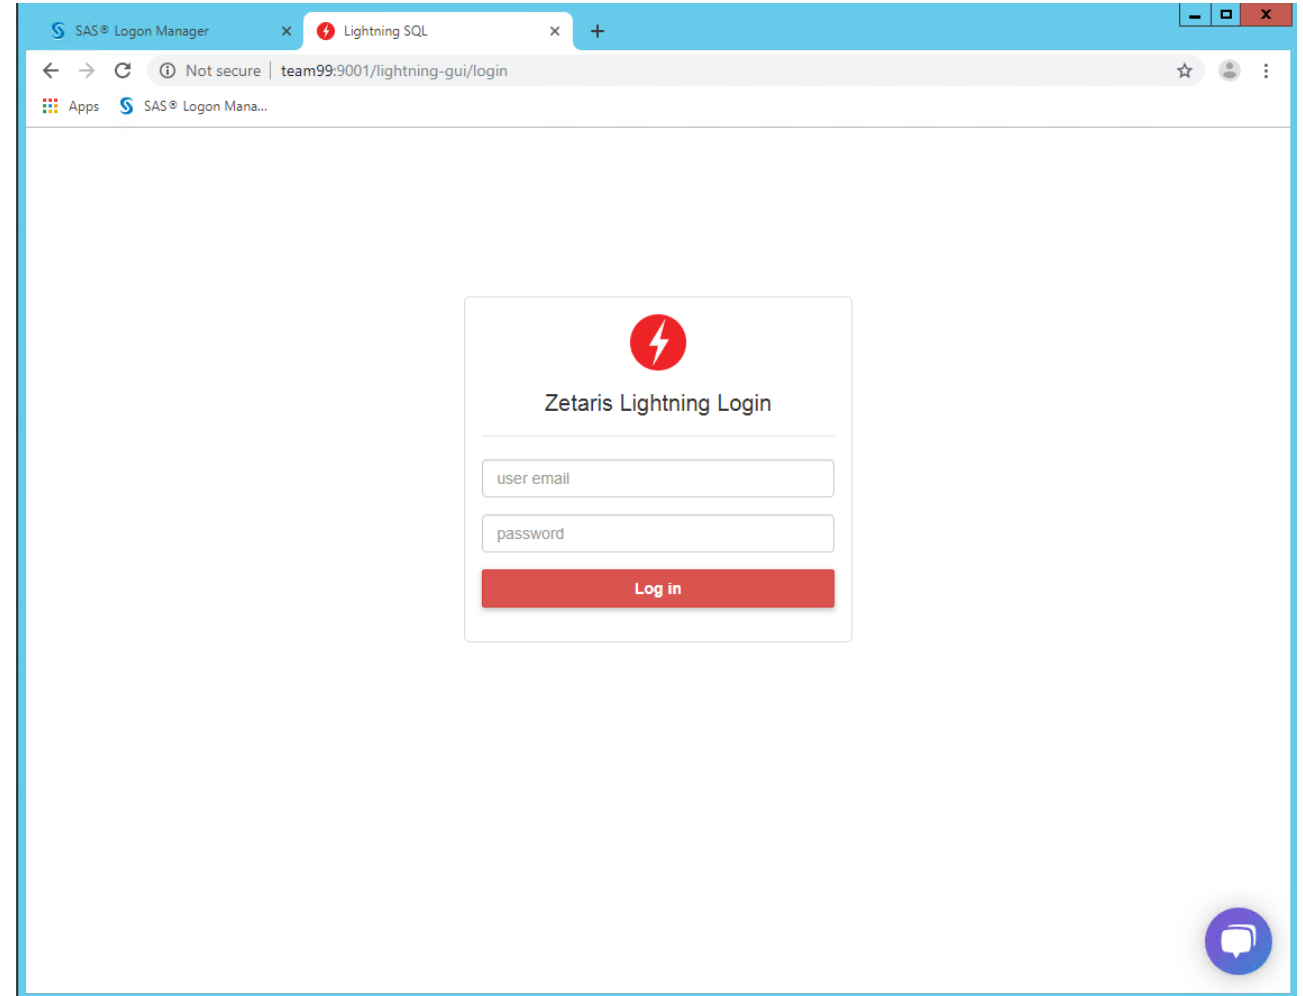 SAS® Logon Manager
Lightning SQL
Not secure | team99:9001/lightning-gui/login
Apps
SAS® Logon Mana...
Zetaris Lightning Login
user email
password
Log in